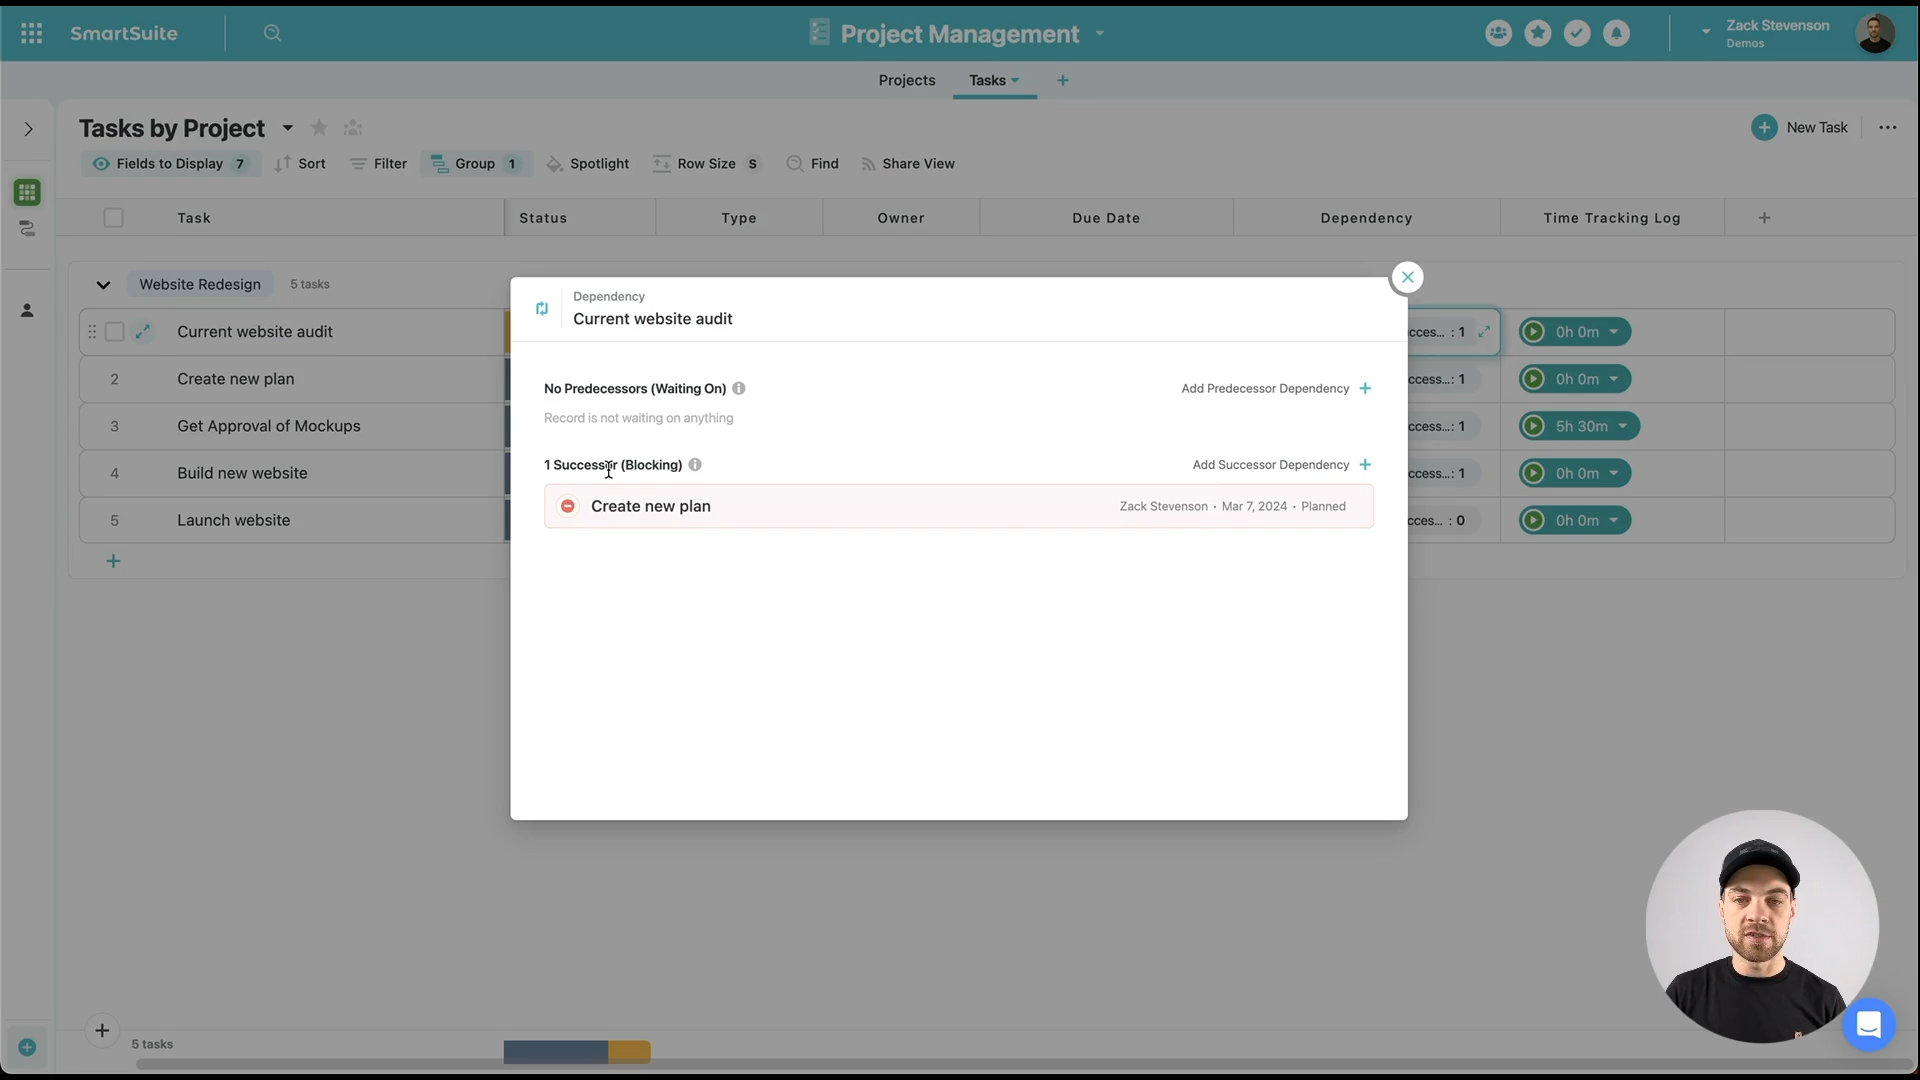 SmartSuite
Project Management
Zack Stevenson
Demos
Projects
Tasks
Tasks by Project
New Task
Fields to Display 7
Sort
Filter
Group 1
Spotlight
Row Size S
Find
Share View
Task
Status
Type
Owner
Due Date
Dependency
Time Tracking Log
Website Redesign
5 tasks
Current website audit
cces... : 1
0h 0m
2
Create new plan
ccess...: 1
0h 0m
3
Get Approval of Mockups
ccess...: 1
5h 30m
4
Build new website
ccess...: 1
0h 0m
5
Launch website
cces... : 0
0h 0m
Dependency
Current website audit
No Predecessors (Waiting On)
Add Predecessor Dependency
Record is not waiting on anything
1 Successor (Blocking)
Add Successor Dependency
Create new plan
Zack Stevenson · Mar 7, 2024 · Planned
5 tasks